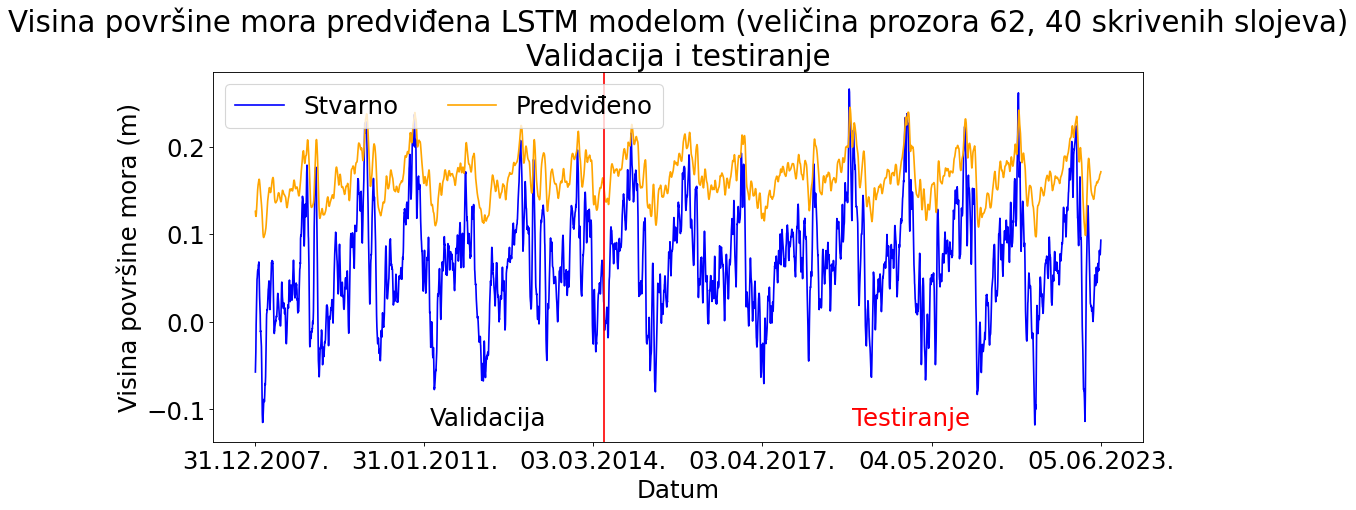 Visina površine mora predviđena LSTM modelom (veličina prozora 62, 40 skrivenih slojeva)
Validacija i testiranje
Stvarno
Predviđeno
Visina površine mora (m)
0.2
0.1
0.0
−0.1
Validacija
Testiranje
31.12.2007.
31.01.2011.
03.03.2014.
03.04.2017.
04.05.2020.
05.06.2023.
Datum